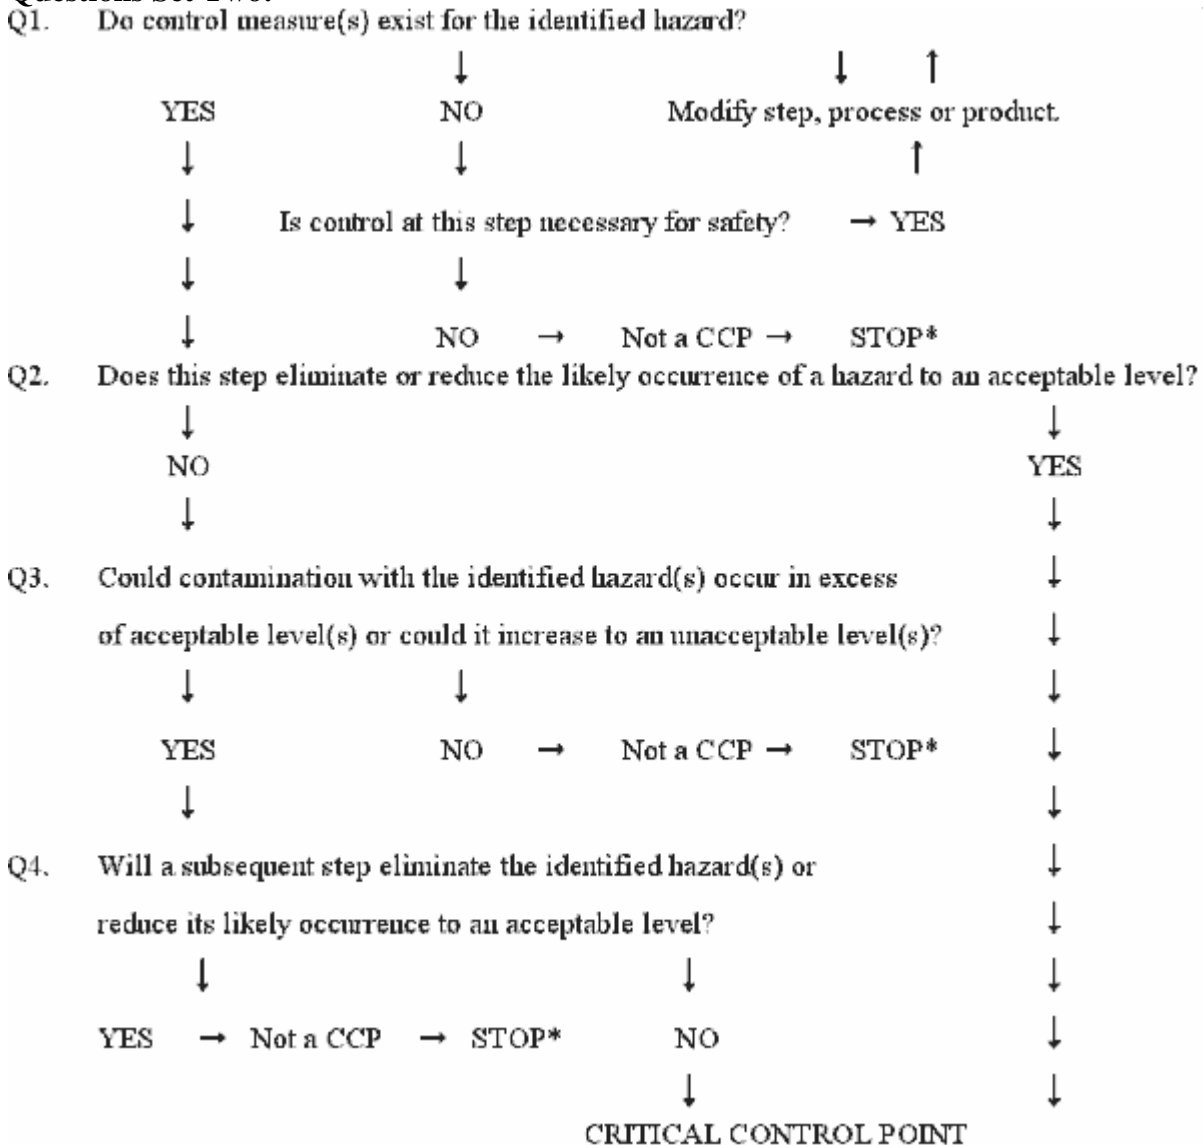 Questions Set Two:
Q1. Do control measure(s) exist for the identified hazard?
↓ ↓ ↑
YES NO Modify step, process or product.
↓ ↓ ↑
↓ Is control at this step necessary for safety? → YES
↓ ↓
↓ NO → Not a CCP → STOP*
Q2. Does this step eliminate or reduce the likely occurrence of a hazard to an acceptable level?
↓ ↓
NO YES
↓ ↓
Q3. Could contamination with the identified hazard(s) occur in excess ↓
of acceptable level(s) or could it increase to an unacceptable level(s)? ↓
↓ ↓ ↓
YES NO → Not a CCP → STOP* ↓
↓ ↓
Q4. Will a subsequent step eliminate the identified hazard(s) or ↓
reduce its likely occurrence to an acceptable level? ↓
↓ ↓ ↓
YES → Not a CCP → STOP* NO ↓
↓ ↓
CRITICAL CONTROL POINT